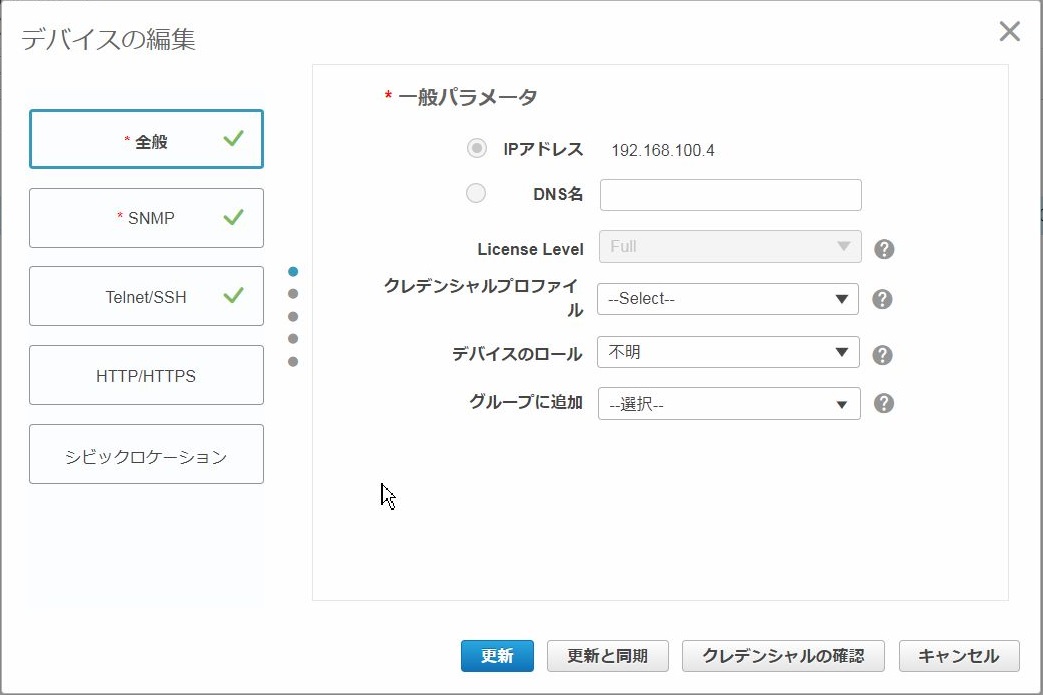 デバイスの編集
* 全般
* SNMP
Telnet/SSH
HTTP/HTTPS
シビックロケーション
* 一般パラメータ
IPアドレス 192.168.100.4
DNS名
License Level Full
クレデンシャルプロファイ
ル --Select--
デバイスのロール 不明
グループに追加 --選択--
更新 更新と同期 クレデンシャルの確認 キャンセル